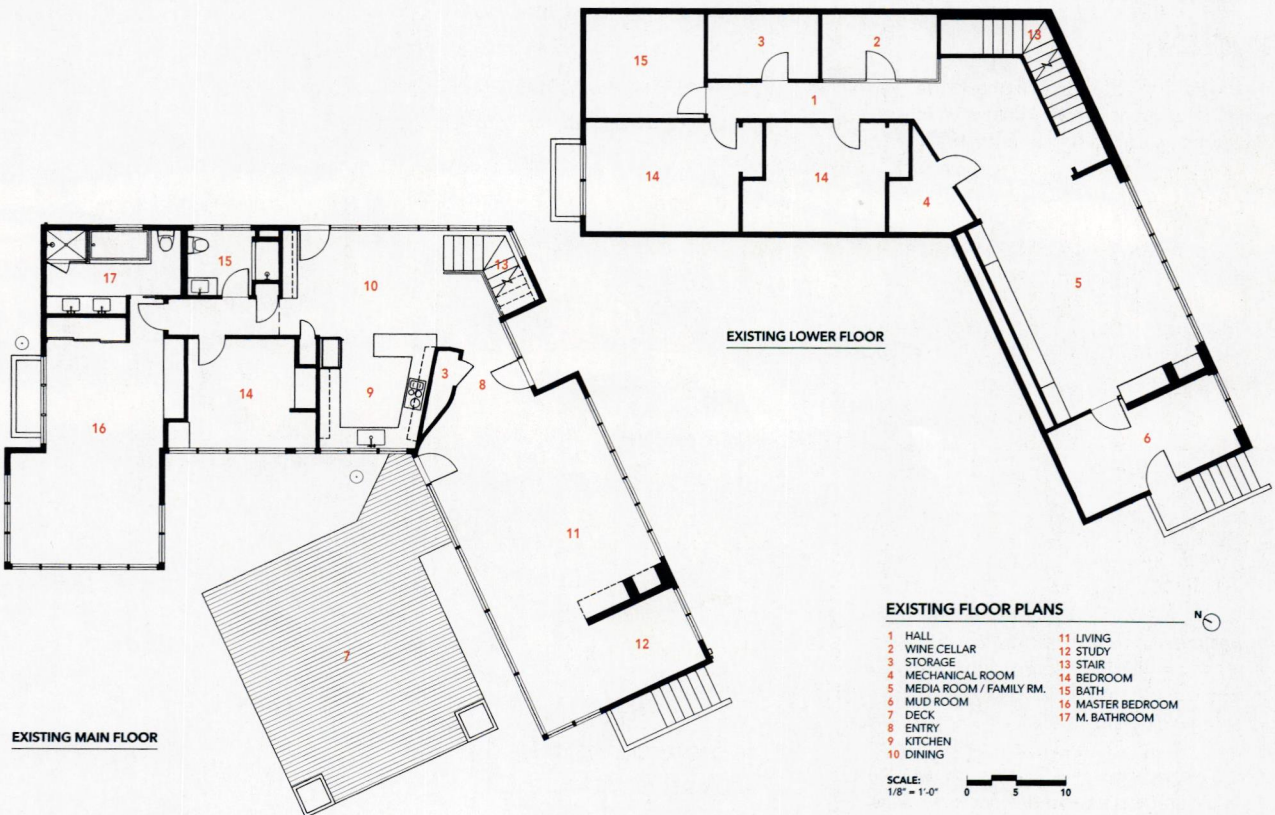 3
2
13
15
1
14
14
4
5
15
17
13
10
EXISTING LOWER FLOOR
3
8
9
14
16
6
11
12
7
EXISTING MAIN FLOOR
EXISTING FLOOR PLANS
N
1 HALL
2 WINE CELLAR
3 STORAGE
4 MECHANICAL ROOM
5 MEDIA ROOM / FAMILY RM.
6 MUD ROOM
7 DECK
8 ENTRY
9 KITCHEN
10 DINING
11 LIVING
12 STUDY
13 STAIR
14 BEDROOM
15 BATH
16 MASTER BEDROOM
17 M. BATHROOM
SCALE:
1/8" = 1'-0"
0 5 10